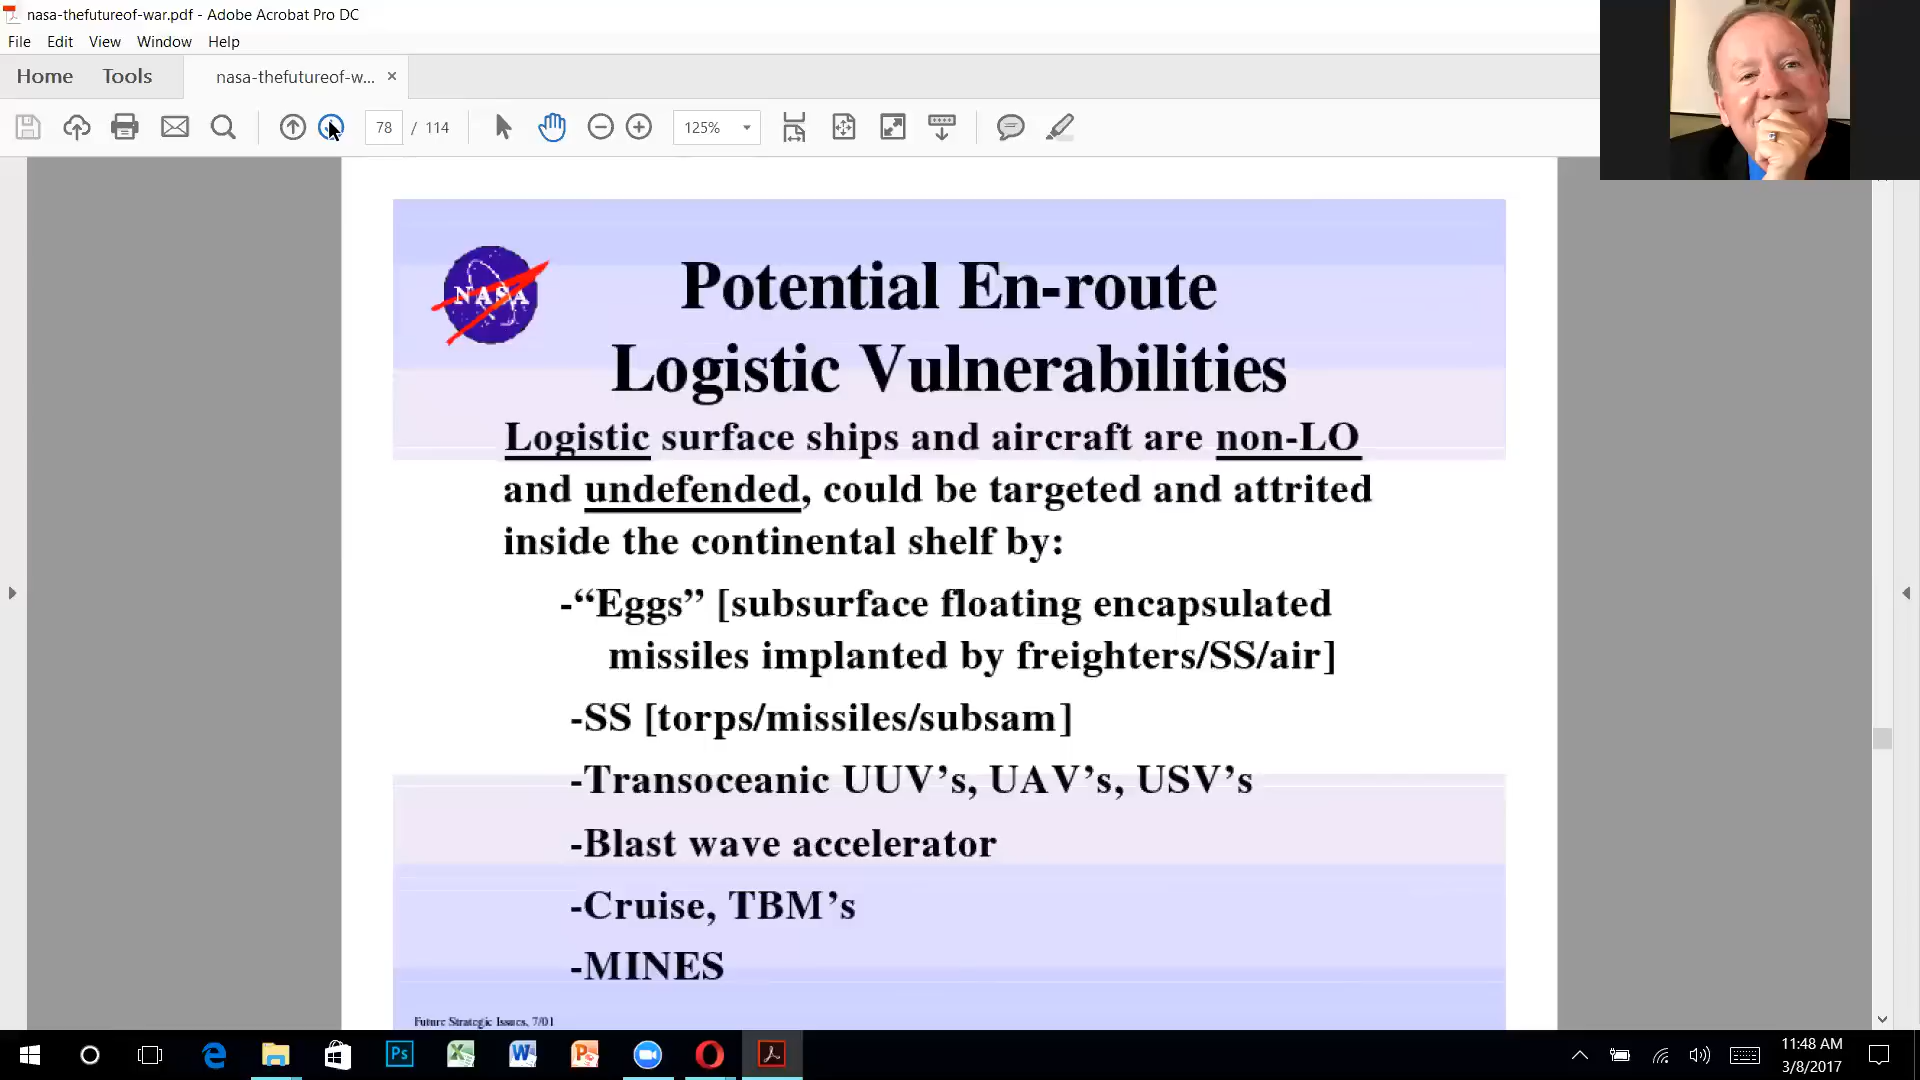 nasa-thefutureof-war.pdf - Adobe Acrobat Pro DC
File Edit View Window Help
Home Tools nasa-thefutureof-w... ×
78 / 114 125%
NASA
Potential En-route
Logistic Vulnerabilities
Logistic surface ships and aircraft are non-LO
and undefended, could be targeted and attrited
inside the continental shelf by:
-“Eggs” [subsurface floating encapsulated
missiles implanted by freighters/SS/air]
-SS [torps/missiles/subsam]
-Transoceanic UUV’s, UAV’s, USV’s
-Blast wave accelerator
-Cruise, TBM’s
-MINES
Future Strategic Issues, 7/01
Ps
11:48 AM
3/8/2017